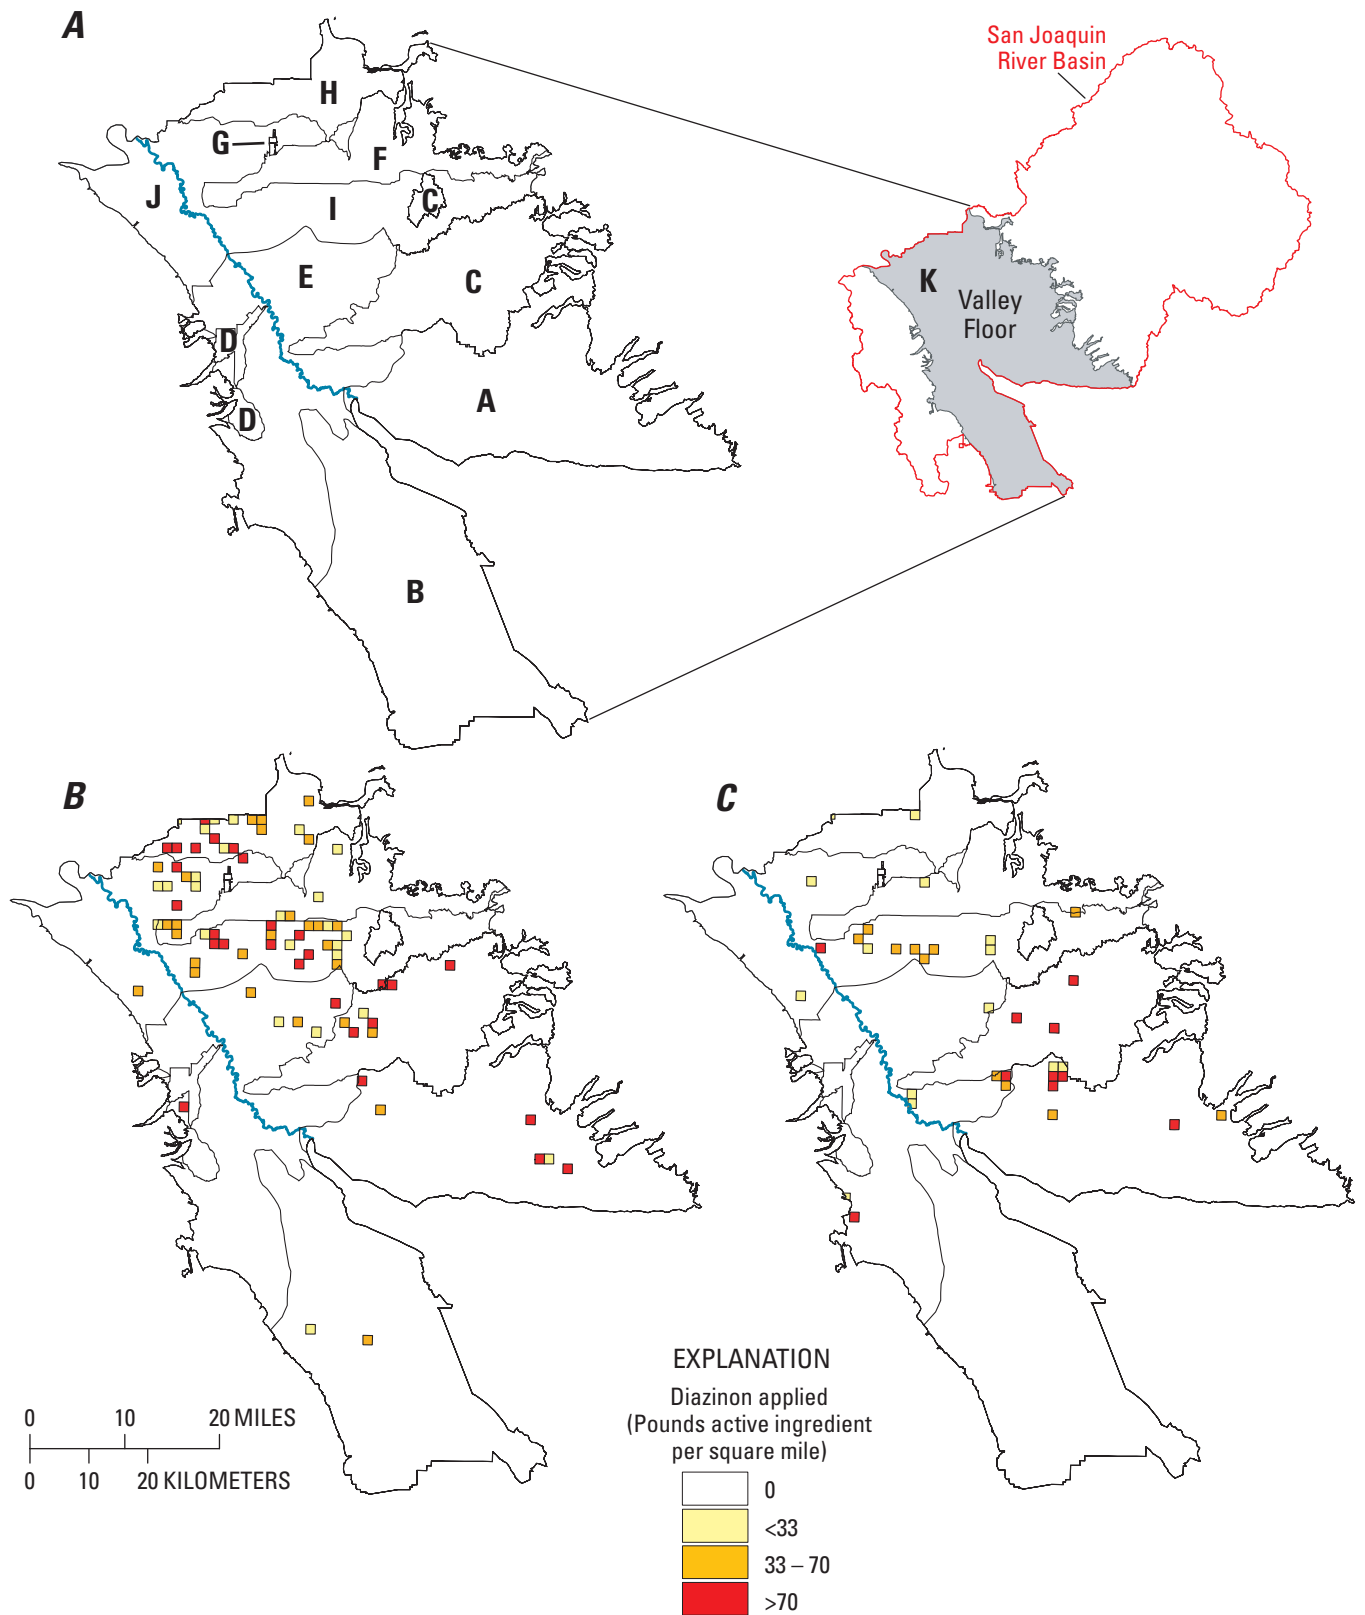 A
San Joaquin
River Basin
H
G
F
J
I
C
K
Valley
Floor
E
C
D
A
D
B
B
C
EXPLANATION
Diazinon applied
(Pounds active ingredient
per square mile)
0
<33
33 – 70
>70
0 10 20 MILES
0 10 20 KILOMETERS